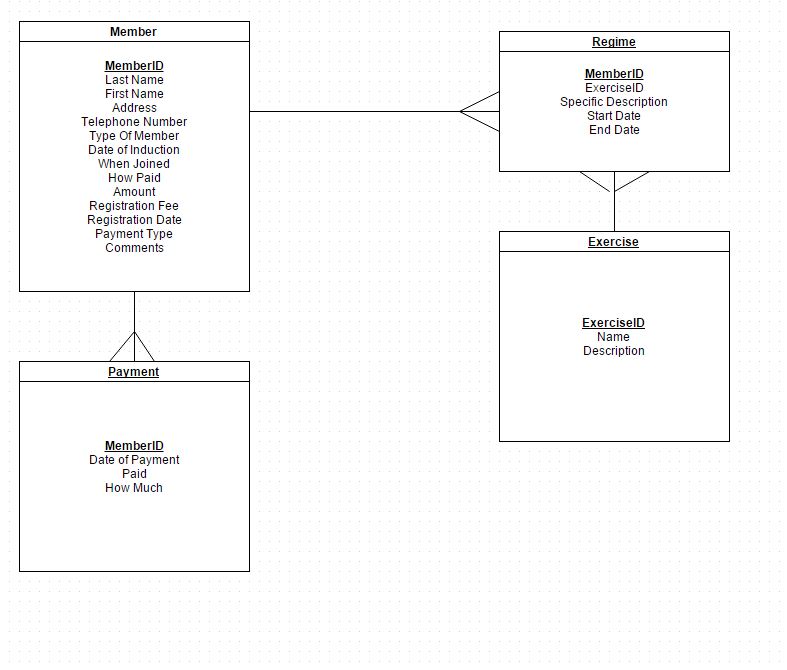 Member
MemberID
Last Name
First Name
Address
Telephone Number
Type Of Member
Date of Induction
When Joined
How Paid
Amount
Registration Fee
Registration Date
Payment Type
Comments
Regime
MemberID
ExerciseID
Specific Description
Start Date
End Date
Exercise
ExerciseID
Name
Description
Payment
MemberID
Date of Payment
Paid
How Much